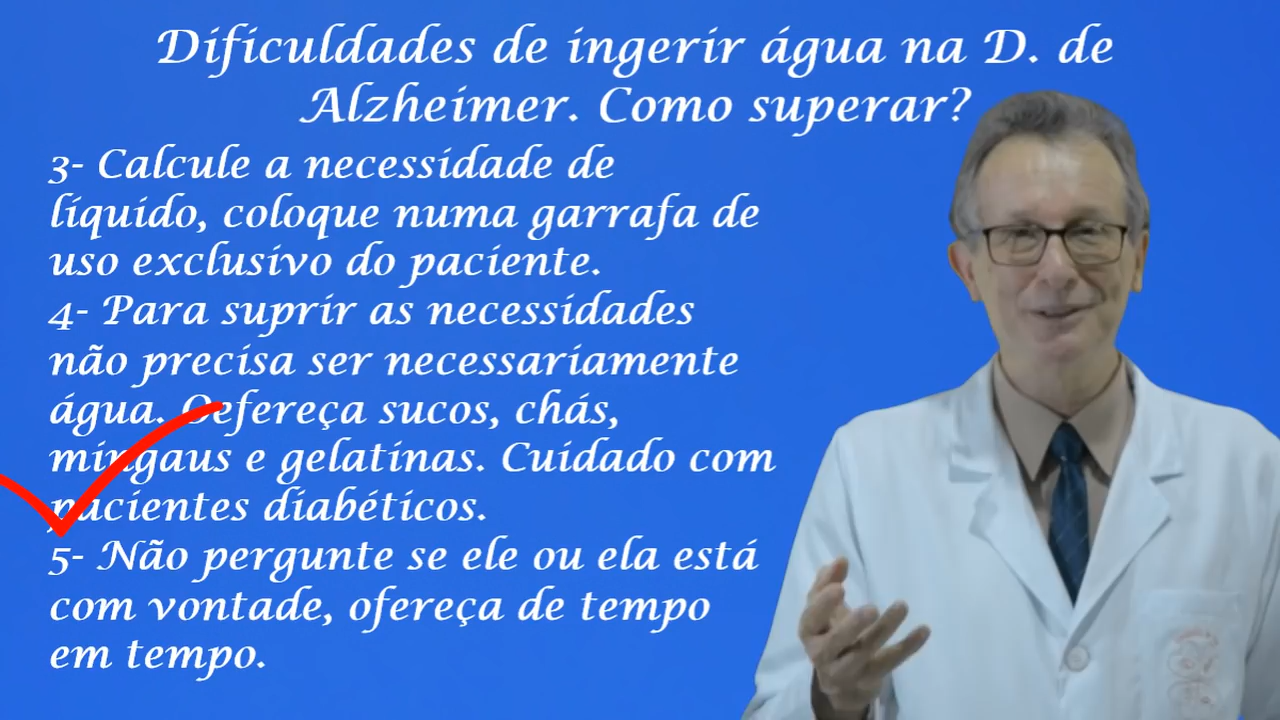 Dificuldades de ingerir água na D. de
Alzheimer. Como superar?
3- Calcule a necessidade de
líquido, coloque numa garrafa de
uso exclusivo do paciente.
4- Para suprir as necessidades
não precisa ser necessariamente
água. Oefereça sucos, chás,
mingaus e gelatinas. Cuidado com
pacientes diabéticos.
5- Não pergunte se ele ou ela está
com vontade, ofereça de tempo
em tempo.